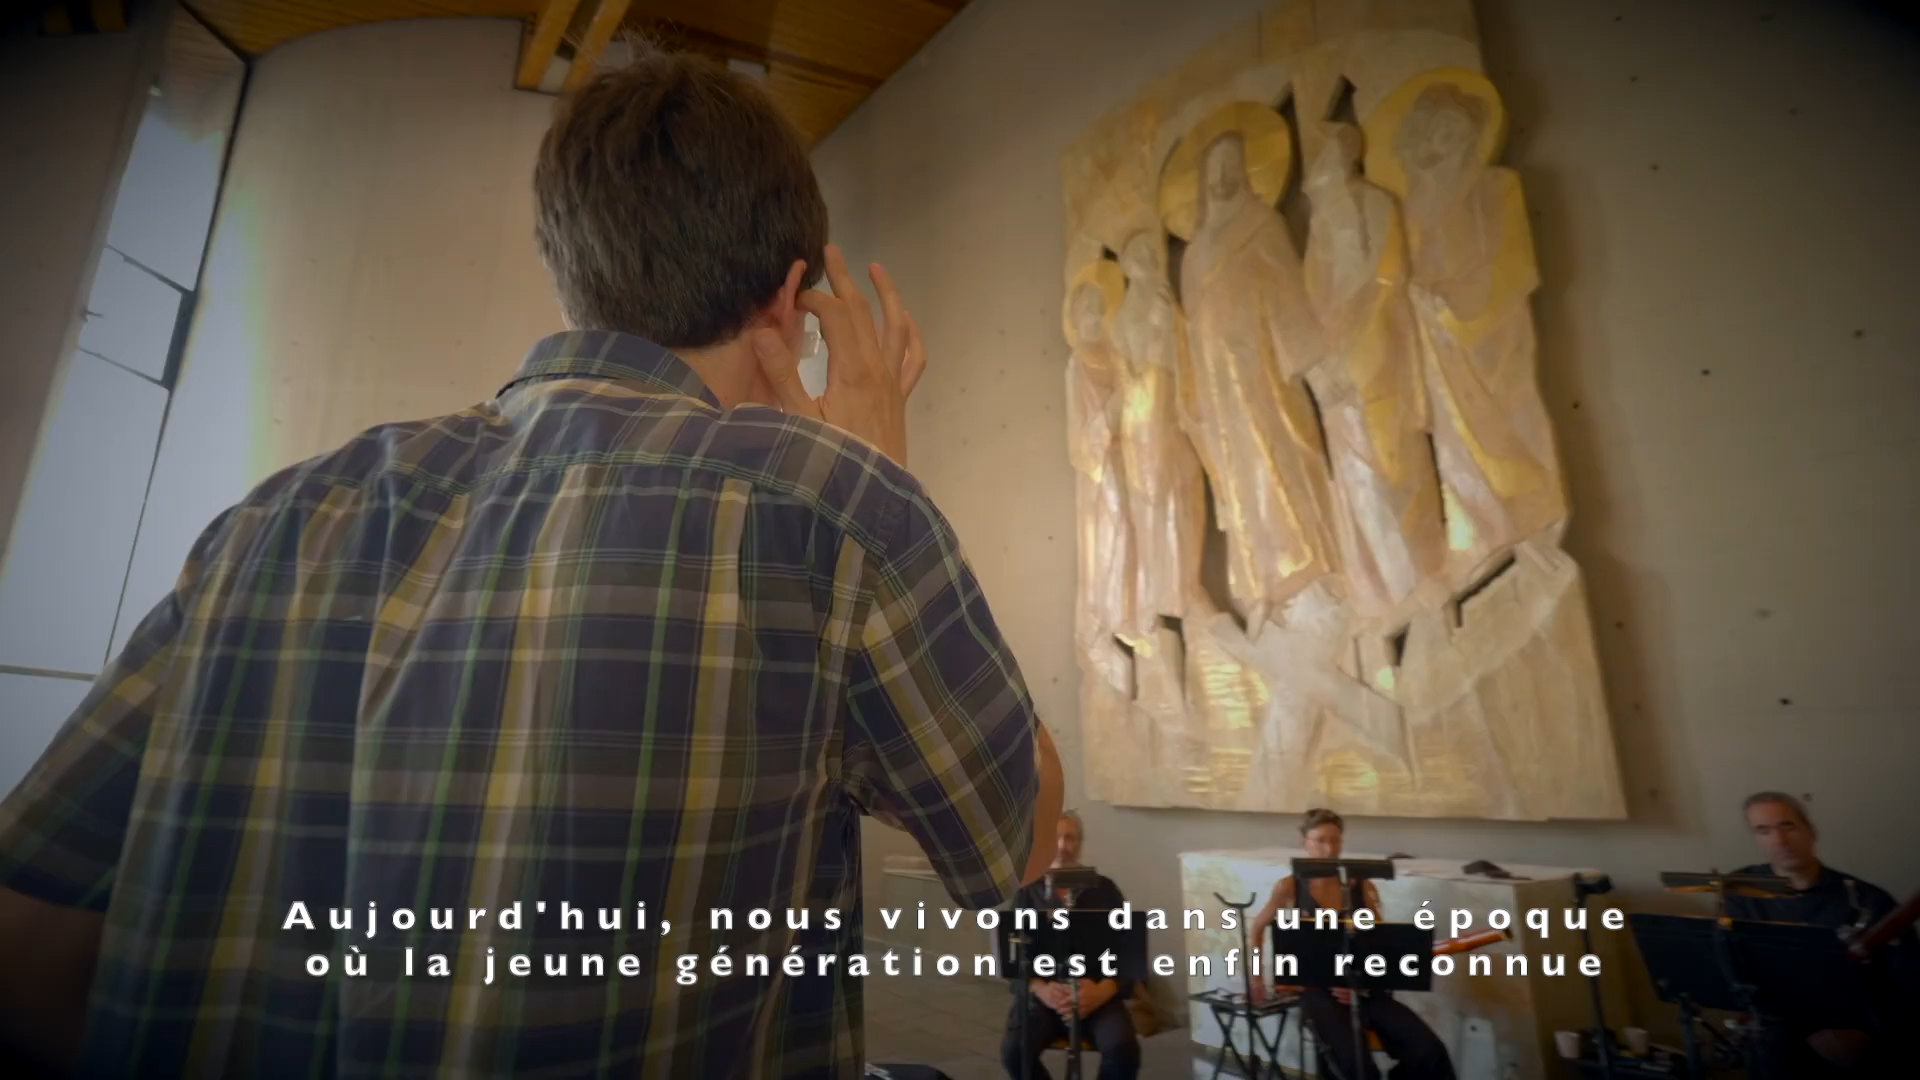 Aujourd'hui, nous vivons dans une époque
où la jeune génération est enfin reconnue